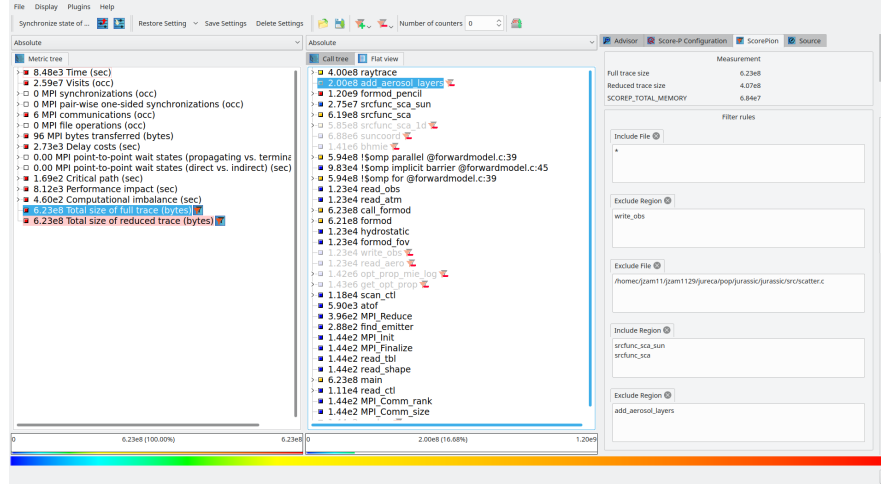 File Display Plugins Help
Synchronize state of ... Restore Setting Save Settings Delete Settings Number of counters 0
Absolute
Metric tree
8.48e3 Time (sec)
2.59e7 Visits (occ)
0 MPI synchronizations (occ)
0 MPI pair-wise one-sided synchronizations (occ)
6 MPI communications (occ)
0 MPI file operations (occ)
96 MPI bytes transferred (bytes)
2.73e3 Delay costs (sec)
0.00 MPI point-to-point wait states (propagating vs. termina
0.00 MPI point-to-point wait states (direct vs. indirect) (sec)
1.69e2 Critical path (sec)
8.12e3 Performance impact (sec)
4.60e2 Computational imbalance (sec)
6.23e8 Total size of full trace (bytes)
6.23e8 Total size of reduced trace (bytes)
0 6.23e8 (100.00%) 6.23e8
Absolute
Call tree Flat view
4.00e8 raytrace
2.00e8 add_aerosol_layers
1.20e9 formod_pencil
2.75e7 srcfunc_sca_sun
6.19e8 srcfunc_sca
5.85e8 srcfunc_sca_1d
6.88e6 suncoord
1.41e6 bhmie
5.94e8 !$omp parallel @forwardmodel.c:39
9.83e4 !$omp implicit barrier @forwardmodel.c:45
5.94e8 !$omp for @forwardmodel.c:39
1.23e4 read_obs
1.23e4 read_atm
6.23e8 call_formod
6.21e8 formod
1.23e4 hydrostatic
1.23e4 formod_fov
1.23e4 write_obs
1.23e4 read_aero
1.42e6 opt_prop_mie_log
1.43e6 get_opt_prop
1.18e4 scan_ctl
5.90e3 atof
3.96e2 MPI_Reduce
2.88e2 find_emitter
1.44e2 MPI_Init
1.44e2 MPI_Finalize
1.44e2 read_tbl
1.44e2 read_shape
6.23e8 main
1.11e4 read_ctl
1.44e2 MPI_Comm_rank
1.44e2 MPI_Comm_size
0 2.00e8 (16.68%) 1.20e9
Advisor Score-P Configuration ScorePion Source
Measurement
Full trace size 6.23e8
Reduced trace size 4.07e8
SCOREP_TOTAL_MEMORY 6.84e7
Filter rules
Include File
*
Exclude Region
write_obs
Exclude File
/homec/jzam11/jzam1129/jureca/pop/jurassic/jurassic/src/scatter.c
Include Region
srcfunc_sca_sun
srcfunc_sca
Exclude Region
add_aerosol_layers